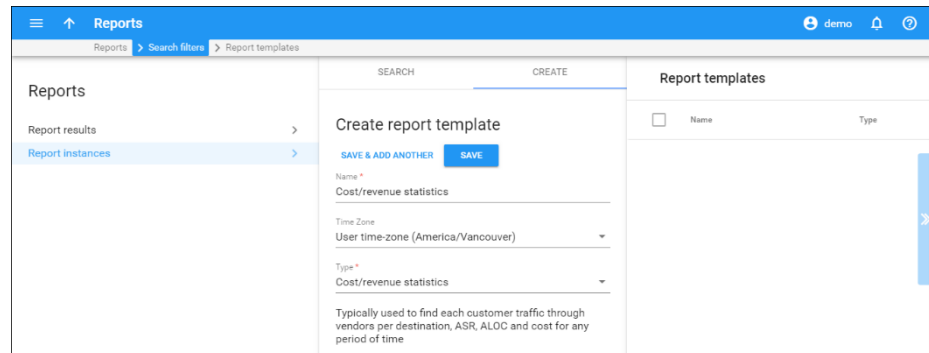 Reports
demo
Reports > Search filters > Report templates
Reports
Report results
Report instances
SEARCH
CREATE
Create report template
SAVE & ADD ANOTHER
SAVE
Name *
Cost/revenue statistics
Time Zone
User time-zone (America/Vancouver)
Type *
Cost/revenue statistics
Typically used to find each customer traffic through
vendors per destination, ASR, ALOC and cost for any
period of time
Report templates
Name
Type